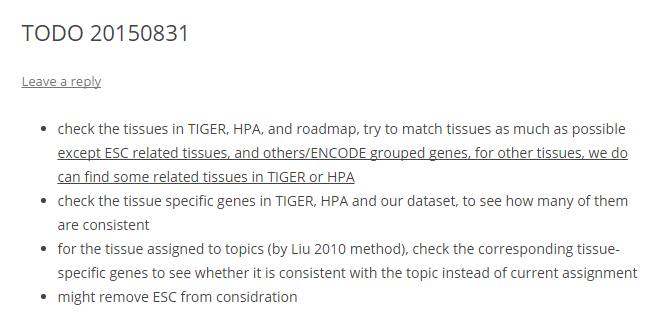 TODO 20150831
Leave a reply
• check the tissues in TIGER, HPA, and roadmap, try to match tissues as much as possible
except ESC related tissues, and others/ENCODE grouped genes, for other tissues, we do
can find some related tissues in TIGER or HPA
• check the tissue specific genes in TIGER, HPA and our dataset, to see how many of them
are consistent
• for the tissue assigned to topics (by Liu 2010 method), check the corresponding tissue-
specific genes to see whether it is consistent with the topic instead of current assignment
• might remove ESC from considration